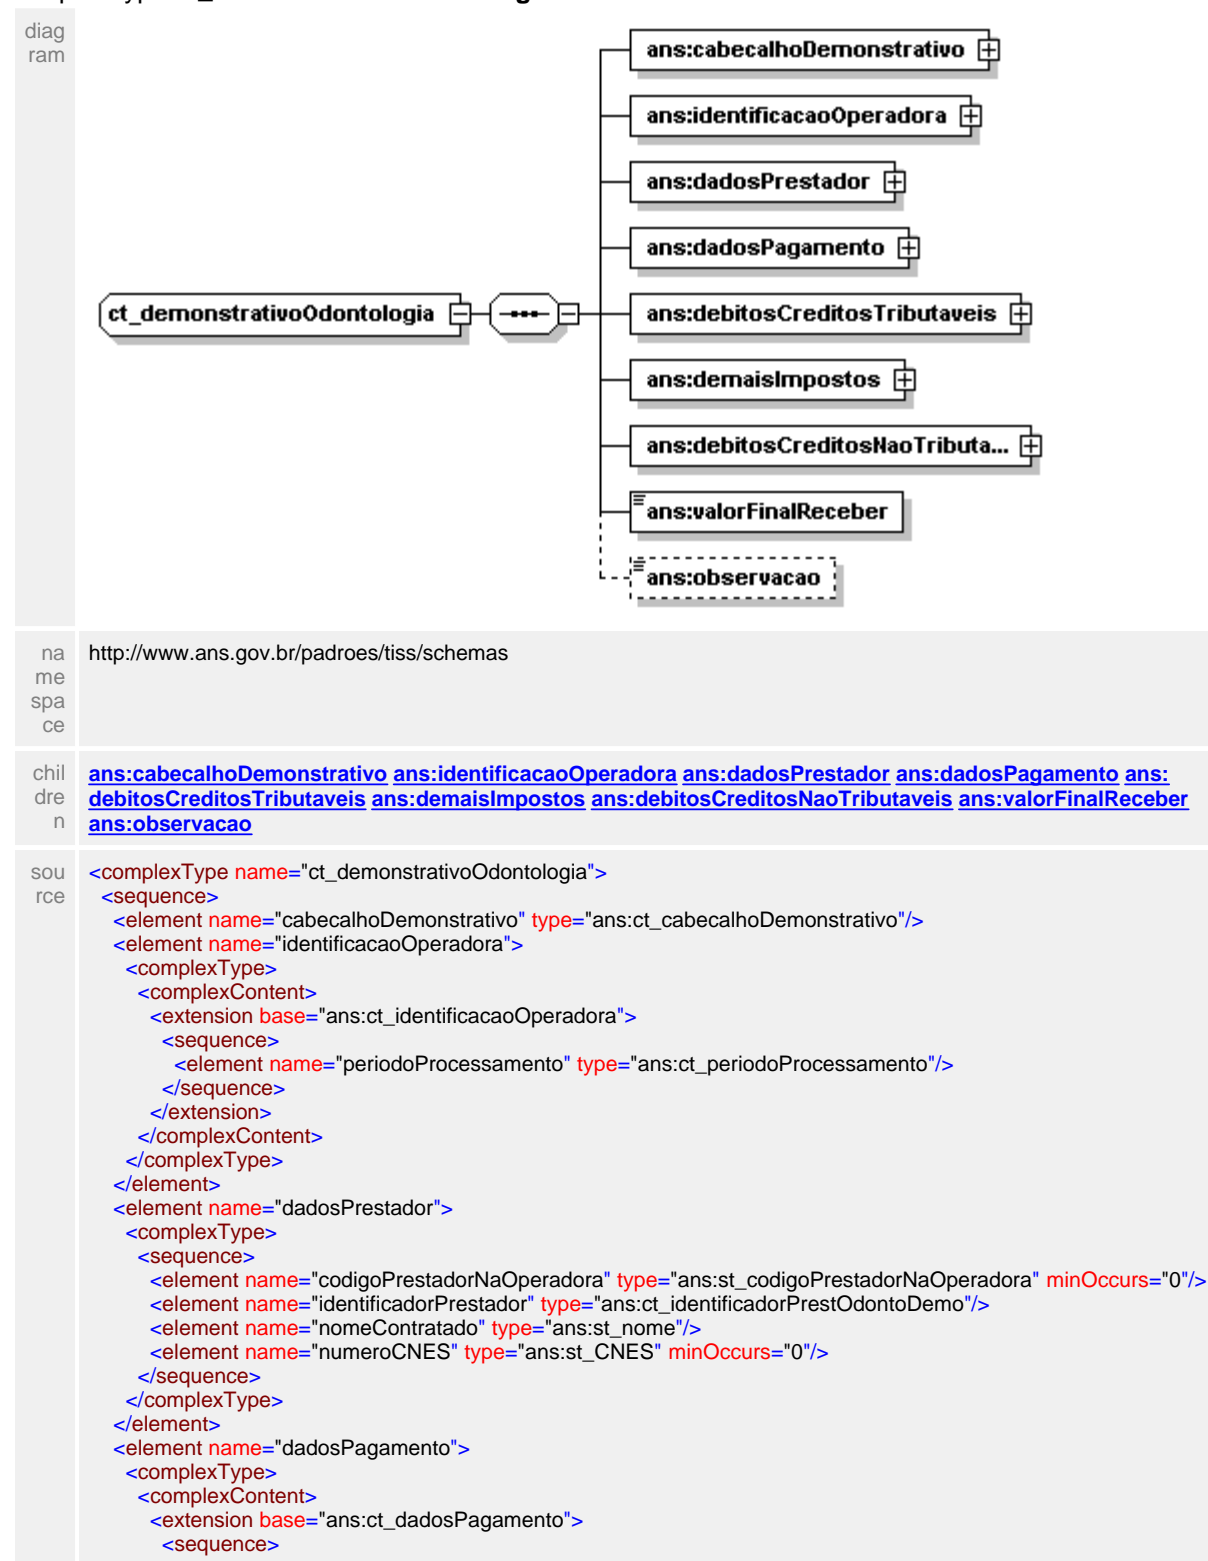 diag
ram
ans:cabecalhoDemonstrativo
ans:identificacaoOperadora
ans:dadosPrestador
ans:dadosPagamento
ct_demonstrativoOdontologia
ans:debitosCreditosTributaveis
ans:demaisImpostos
ans:debitosCreditosNaoTributa...
ans:valorFinalReceber
ans:observacao
na
me
spa
ce
http://www.ans.gov.br/padroes/tiss/schemas
chil
dre
n
ans:cabecalhoDemonstrativo ans:identificacaoOperadora ans:dadosPrestador ans:dadosPagamento ans:
debitosCreditosTributaveis ans:demaisImpostos ans:debitosCreditosNaoTributaveis ans:valorFinalReceber
ans:observacao
sou
rce
<complexType name="ct_demonstrativoOdontologia">
<sequence>
<element name="cabecalhoDemonstrativo" type="ans:ct_cabecalhoDemonstrativo"/>
<element name="identificacaoOperadora">
<complexType>
<complexContent>
<extension base="ans:ct_identificacaoOperadora">
<sequence>
<element name="periodoProcessamento" type="ans:ct_periodoProcessamento"/>
</sequence>
</extension>
</complexContent>
</complexType>
</element>
<element name="dadosPrestador">
<complexType>
<sequence>
<element name="codigoPrestadorNaOperadora" type="ans:st_codigoPrestadorNaOperadora" minOccurs="0"/>
<element name="identificadorPrestador" type="ans:ct_identificadorPrestOdontoDemo"/>
<element name="nomeContratado" type="ans:st_nome"/>
<element name="numeroCNES" type="ans:st_CNES" minOccurs="0"/>
</sequence>
</complexType>
</element>
<element name="dadosPagamento">
<complexType>
<complexContent>
<extension base="ans:ct_dadosPagamento">
<sequence>